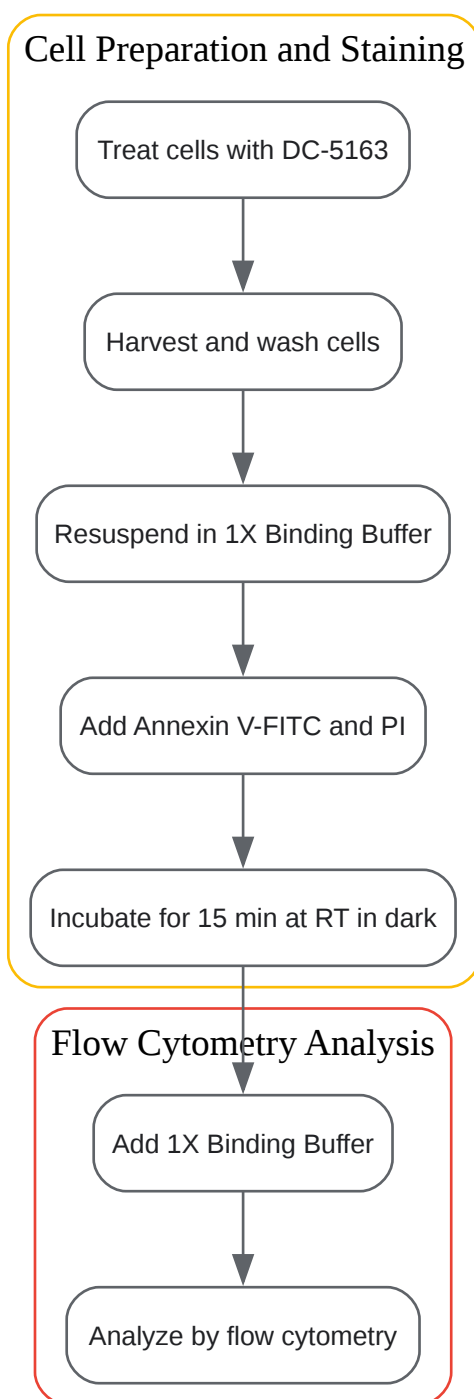 Cell Preparation and Staining
Treat cells with DC-5163
Harvest and wash cells
Resuspend in 1X Binding Buffer
Add Annexin V-FITC and PI
Incubate for 15 min at RT in dark
Flow Cytometry Analysis
Add 1X Binding Buffer
Analyze by flow cytometry